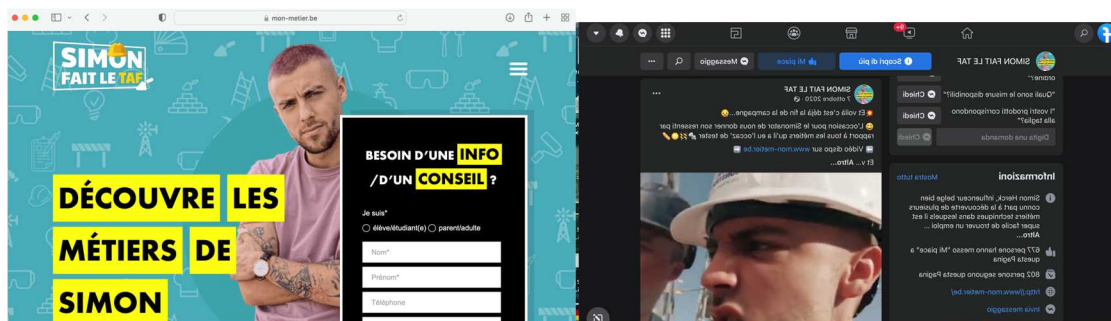 mon-metier.be
SIMON
FAIT LE TAF
DÉCOUVRE LES
MÉTIERS DE
SIMON
BESOIN D'UNE INFO
/D'UN CONSEIL ?
Je suis*
élève/étudiant(e) parent/adulte
Nom*
Prénom*
Téléphone
9+
SIMON FAIT LE TAF
Scopri di più
Mi piace
Messaggio
ordine?"
"Quali sono le misure disponibili?" Chiedi
"I vostri prodotti corrispondono
alla taglia?" Chiedi
Digita una domanda Chiedi
Informazioni Mostra tutto
Simon Herck, influenceur belge bien
connu part à la découverte de plusieurs
métiers techniques dans lesquels il est
super facile de trouver un emploi ...
Altro...
677 persone hanno messo "Mi piace" a
questa Pagina
802 persone seguono questa Pagina
http://www.mon-metier.be/
Invia messaggio
SIMON FAIT LE TAF
7 ottobre 2020
Et voilà c'est déjà la fin de la campagne...
L'occassion pour le Simonator de nous donner son ressenti par
rapport à tous les métiers qu'il a eu l'occaz' de tester
Vidéo dispo sur www.mon-metier.be
Et v... Altro...